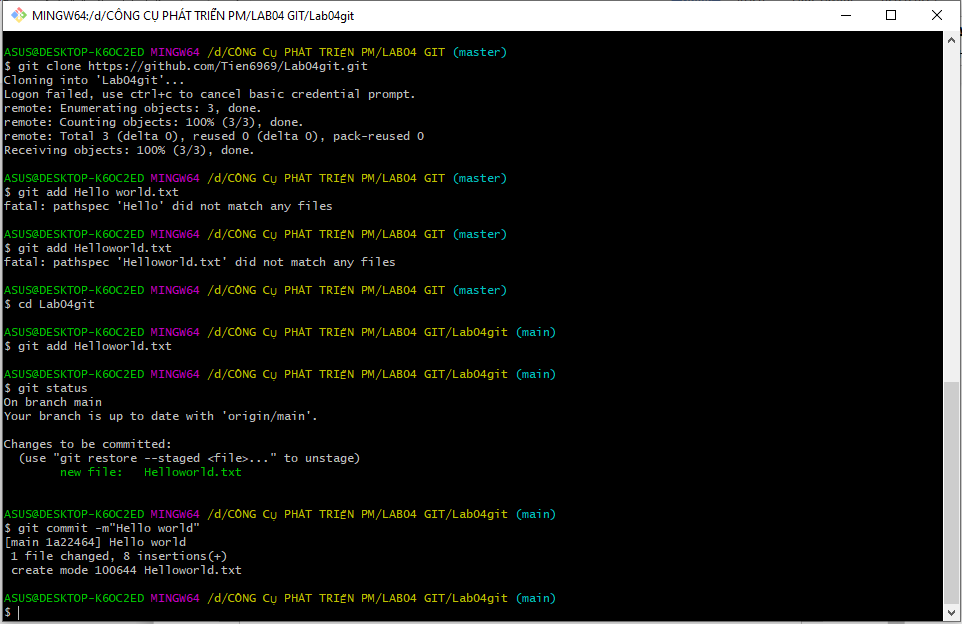 MINGW64:/d/CÔNG CỤ PHÁT TRIỂN PM/LAB04 GIT/Lab04git
ASUS@DESKTOP-K6OC2ED MINGW64 /d/CÔNG CỤ PHÁT TRIỂN PM/LAB04 GIT (master)
$ git clone https://github.com/Tien6969/Lab04git.git
Cloning into 'Lab04git'...
Logon failed, use ctrl+c to cancel basic credential prompt.
remote: Enumerating objects: 3, done.
remote: Counting objects: 100% (3/3), done.
remote: Total 3 (delta 0), reused 0 (delta 0), pack-reused 0
Receiving objects: 100% (3/3), done.
ASUS@DESKTOP-K6OC2ED MINGW64 /d/CÔNG CỤ PHÁT TRIỂN PM/LAB04 GIT (master)
$ git add Hello world.txt
fatal: pathspec 'Hello' did not match any files
ASUS@DESKTOP-K6OC2ED MINGW64 /d/CÔNG CỤ PHÁT TRIỂN PM/LAB04 GIT (master)
$ git add Helloworld.txt
fatal: pathspec 'Helloworld.txt' did not match any files
ASUS@DESKTOP-K6OC2ED MINGW64 /d/CÔNG CỤ PHÁT TRIỂN PM/LAB04 GIT (master)
$ cd Lab04git
ASUS@DESKTOP-K6OC2ED MINGW64 /d/CÔNG CỤ PHÁT TRIỂN PM/LAB04 GIT/Lab04git (main)
$ git add Helloworld.txt
ASUS@DESKTOP-K6OC2ED MINGW64 /d/CÔNG CỤ PHÁT TRIỂN PM/LAB04 GIT/Lab04git (main)
$ git status
On branch main
Your branch is up to date with 'origin/main'.
Changes to be committed:
(use "git restore --staged <file>..." to unstage)
new file: Helloworld.txt
ASUS@DESKTOP-K6OC2ED MINGW64 /d/CÔNG CỤ PHÁT TRIỂN PM/LAB04 GIT/Lab04git (main)
$ git commit -m"Hello world"
[main 1a22464] Hello world
1 file changed, 8 insertions(+)
create mode 100644 Helloworld.txt
ASUS@DESKTOP-K6OC2ED MINGW64 /d/CÔNG CỤ PHÁT TRIỂN PM/LAB04 GIT/Lab04git (main)
$